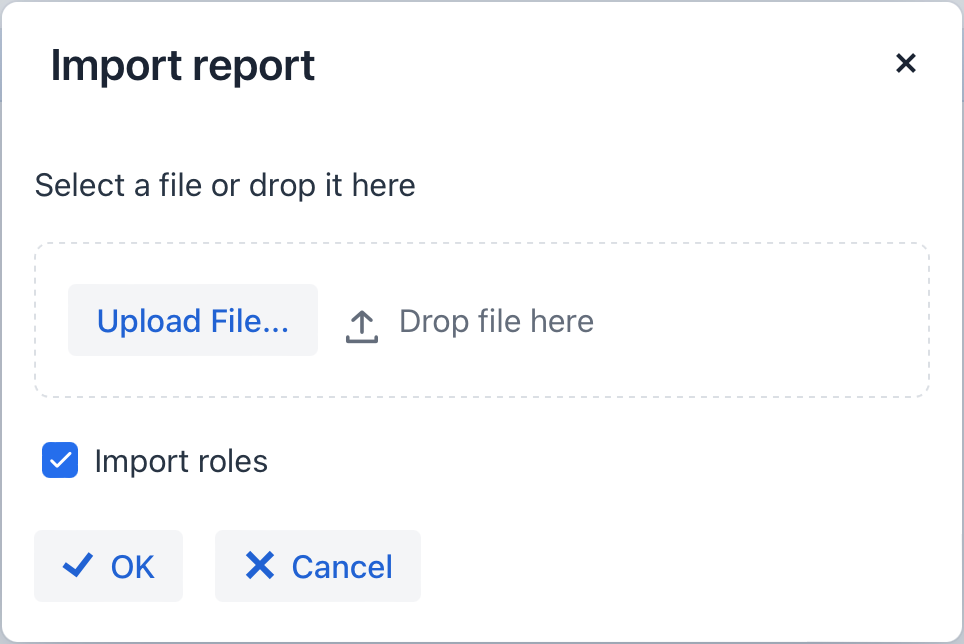 Import report
Select a file or drop it here
Upload File...
Drop file here
Import roles
OK
Cancel